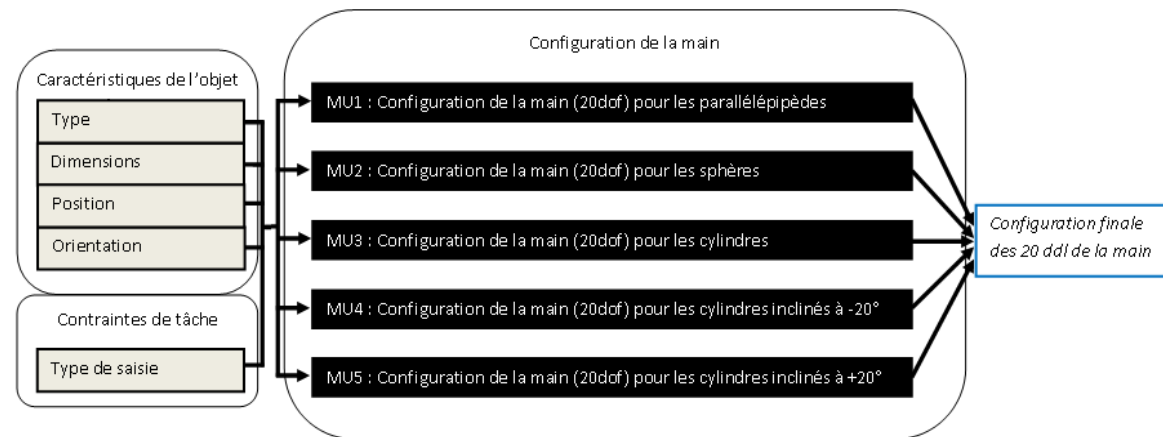 Configuration de la main
Caractéristiques de l'objet
Type
Dimensions
Position
Orientation
Contraintes de tâche
Type de saisie
MU1 : Configuration de la main (20dof) pour les parallélépipèdes
MU2 : Configuration de la main (20dof) pour les sphères
MU3 : Configuration de la main (20dof) pour les cylindres
MU4 : Configuration de la main (20dof) pour les cylindres inclinés à -20°
MU5 : Configuration de la main (20dof) pour les cylindres inclinés à +20°
Configuration finale
des 20 ddl de la main